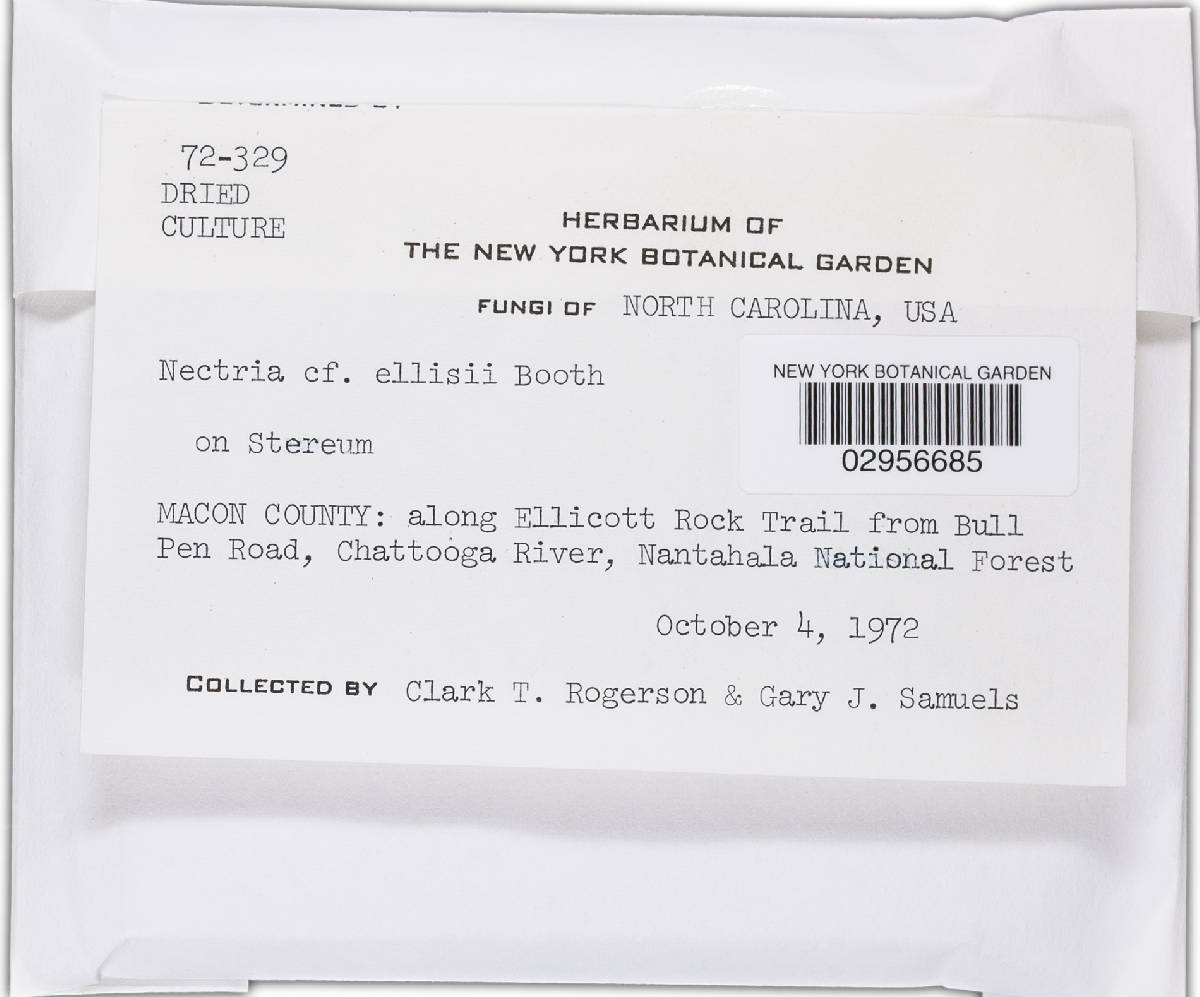 72-329
DRIED
CULTURE
HERBARIUM OF
THE NEW YORK BOTANICAL GARDEN
FUNGI OF NORTH CAROLINA, USA
Nectria cf. ellisii Booth
NEW YORK BOTANICAL GARDEN
02956685
on Stereum
MACON COUNTY: along Ellicott Rock Trail from Bull
Pen Road, Chattooga River, Nantahala National Forest
October 4, 1972
COLLECTED BY Clark T. Rogerson & Gary J. Samuels